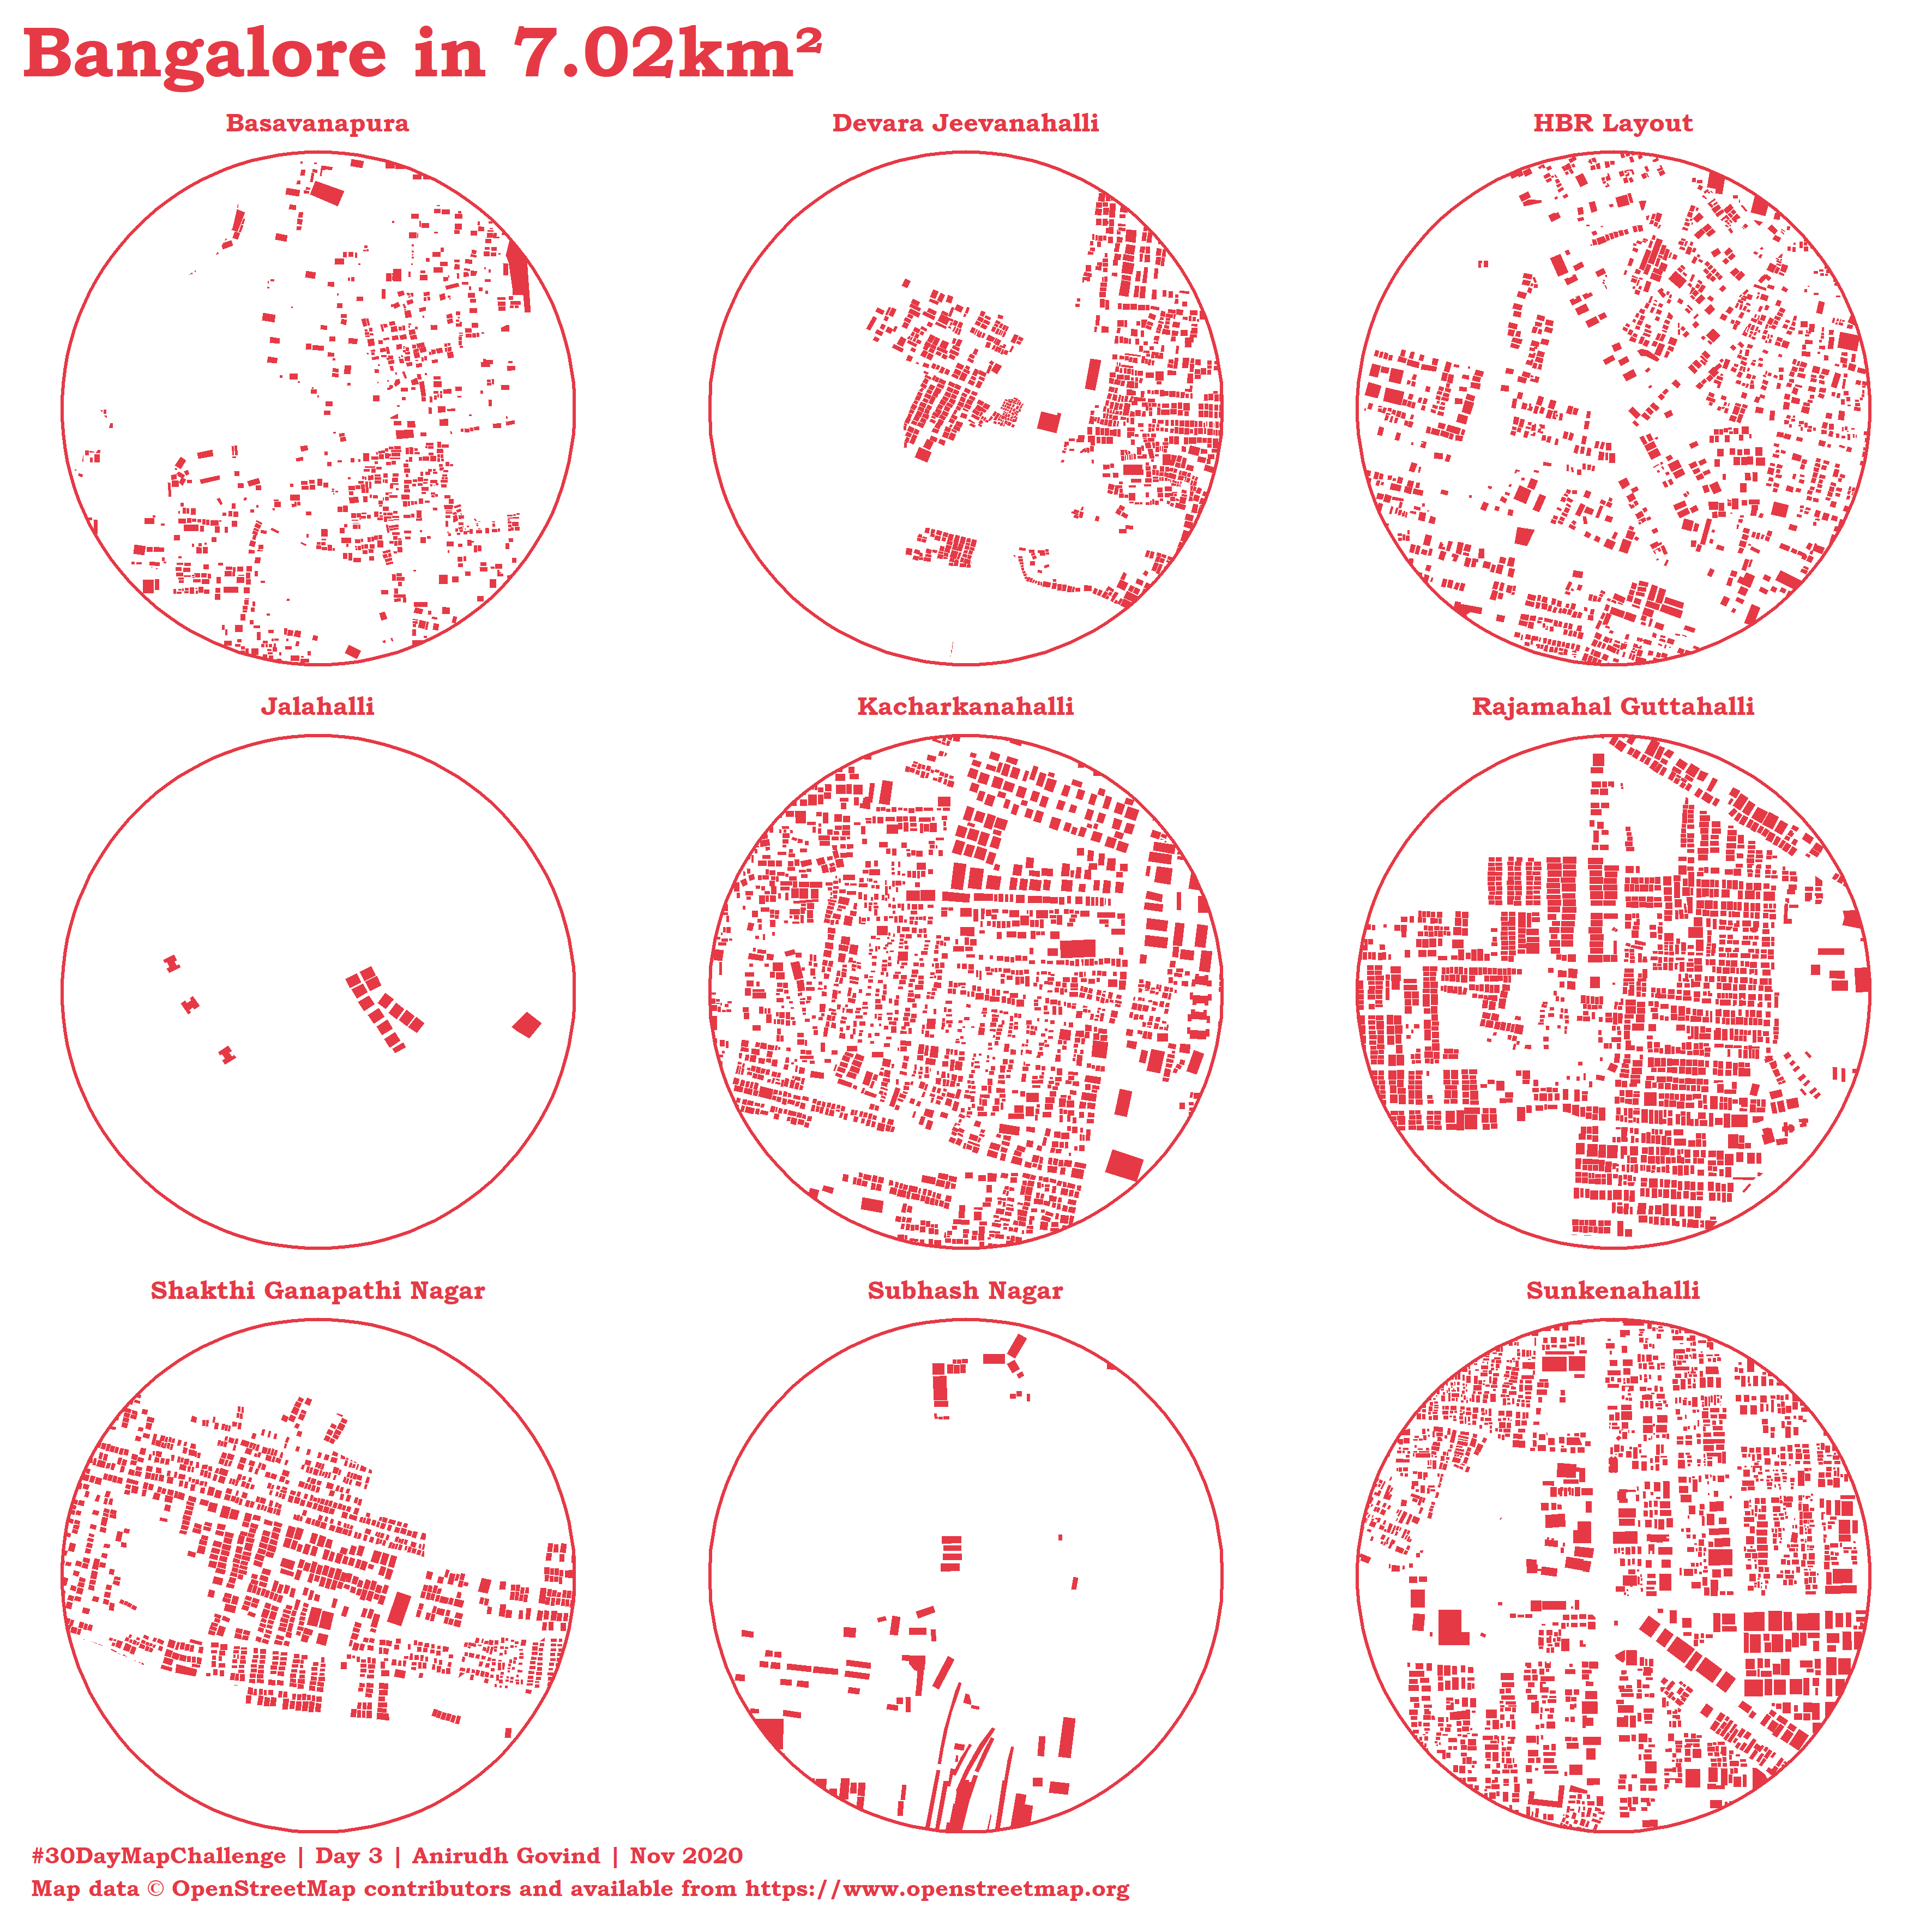 Bangalore in 7.02km²
Basavanapura
Devara Jeevanahalli
HBR Layout
Jalahalli
Kacharkanahalli
Rajamahal Guttahalli
Shakthi Ganapathi Nagar
Subhash Nagar
Sunkenahalli
#30DayMapChallenge | Day 3 | Anirudh Govind | Nov 2020
Map data © OpenStreetMap contributors and available from https://www.openstreetmap.org